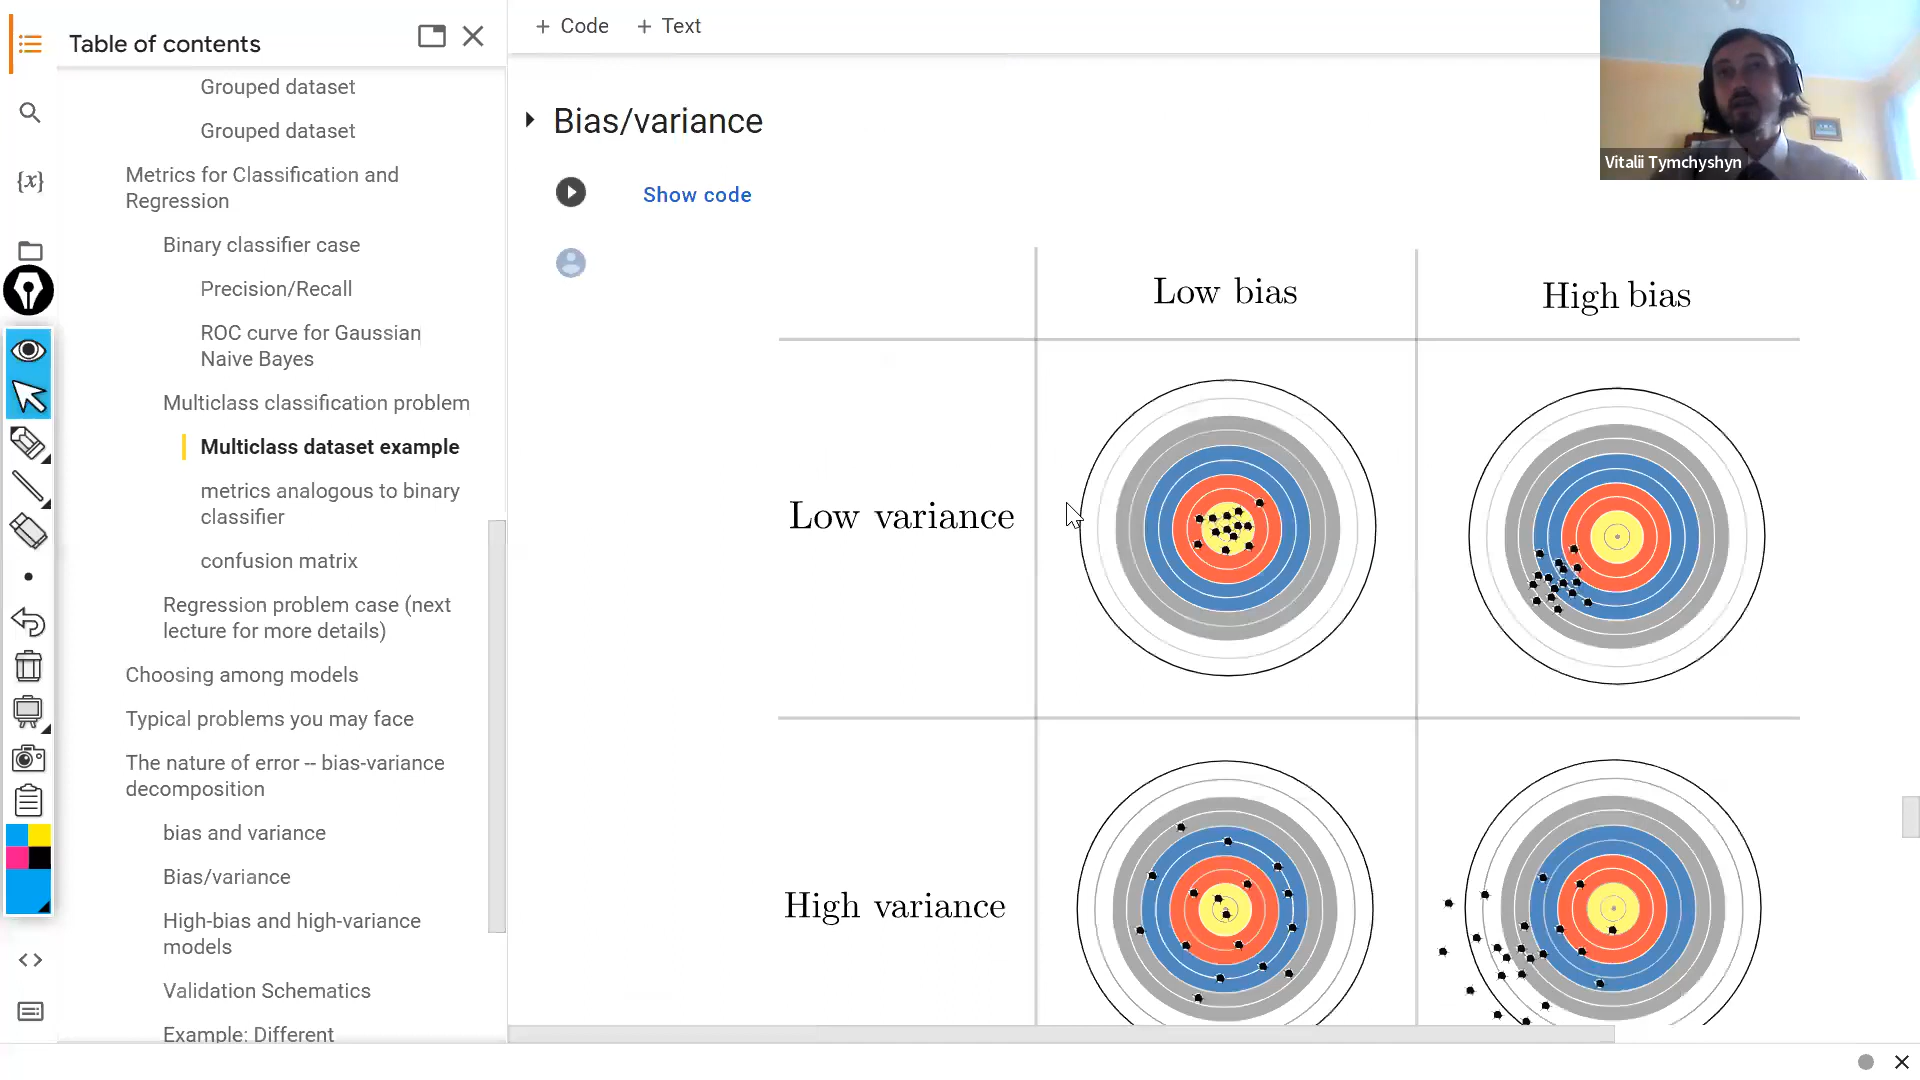 Table of contents
Grouped dataset
Grouped dataset
Metrics for Classification and
Regression
Binary classifier case
Precision/Recall
ROC curve for Gaussian
Naive Bayes
Multiclass classification problem
Multiclass dataset example
metrics analogous to binary
classifier
confusion matrix
Regression problem case (next
lecture for more details)
Choosing among models
Typical problems you may face
The nature of error -- bias-variance
decomposition
bias and variance
Bias/variance
High-bias and high-variance
models
Validation Schematics
Example: Different
{x}
+ Code + Text
Bias/variance
Show code
Low bias
High bias
Low variance
High variance
Vitalii Tymchyshyn